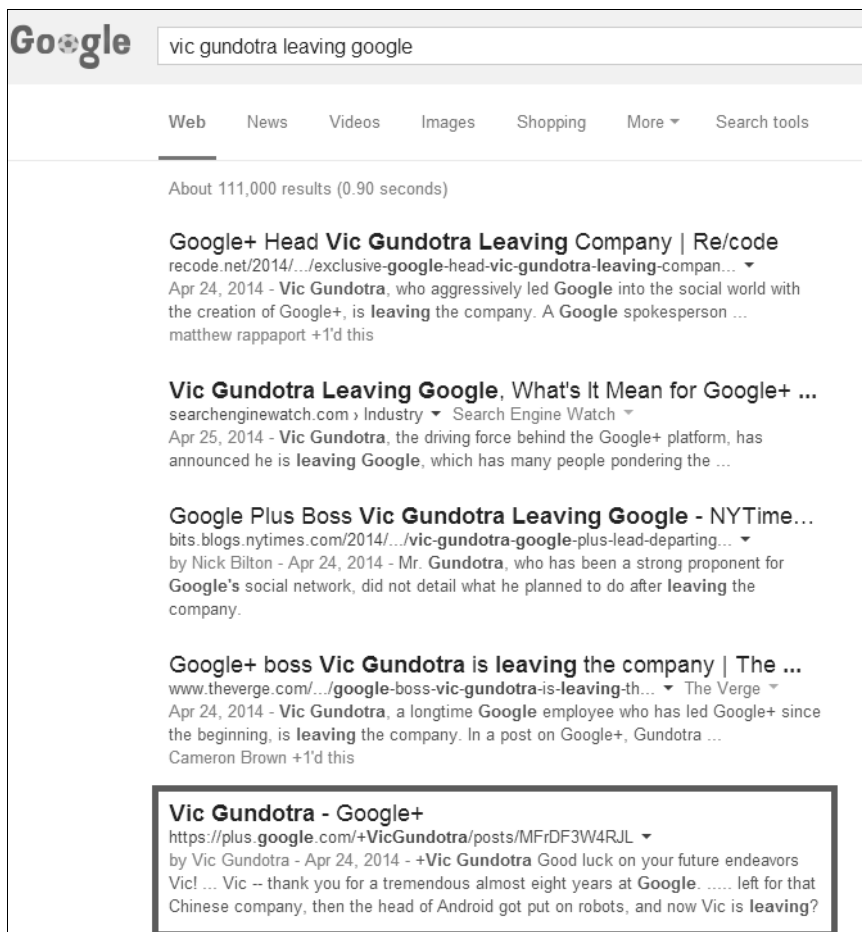 Google
vic gundotra leaving google
Web News Videos Images Shopping More Search tools
About 111,000 results (0.90 seconds)
Google+ Head Vic Gundotra Leaving Company | Re/code
recode.net/2014/.../exclusive-google-head-vic-gundotra-leaving-compan...
Apr 24, 2014 - Vic Gundotra, who aggressively led Google into the social world with
the creation of Google+, is leaving the company. A Google spokesperson ...
matthew rappaport +1'd this
Vic Gundotra Leaving Google, What's It Mean for Google+ ...
searchenginewatch.com › Industry Search Engine Watch
Apr 25, 2014 - Vic Gundotra, the driving force behind the Google+ platform, has
announced he is leaving Google, which has many people pondering the ...
Google Plus Boss Vic Gundotra Leaving Google - NYTime...
bits.blogs.nytimes.com/2014/.../vic-gundotra-google-plus-lead-departing...
by Nick Bilton - Apr 24, 2014 - Mr. Gundotra, who has been a strong proponent for
Google's social network, did not detail what he planned to do after leaving the
company.
Google+ boss Vic Gundotra is leaving the company | The ...
www.theverge.com/.../google-boss-vic-gundotra-is-leaving-th... The Verge
Apr 24, 2014 - Vic Gundotra, a longtime Google employee who has led Google+ since
the beginning, is leaving the company. In a post on Google+, Gundotra ...
Cameron Brown +1'd this
Vic Gundotra - Google+
https://plus.google.com/+VicGundotra/posts/MFrDF3W4RJL
by Vic Gundotra - Apr 24, 2014 - +Vic Gundotra Good luck on your future endeavors
Vic! ... Vic -- thank you for a tremendous almost eight years at Google. ..... left for that
Chinese company, then the head of Android got put on robots, and now Vic is leaving?